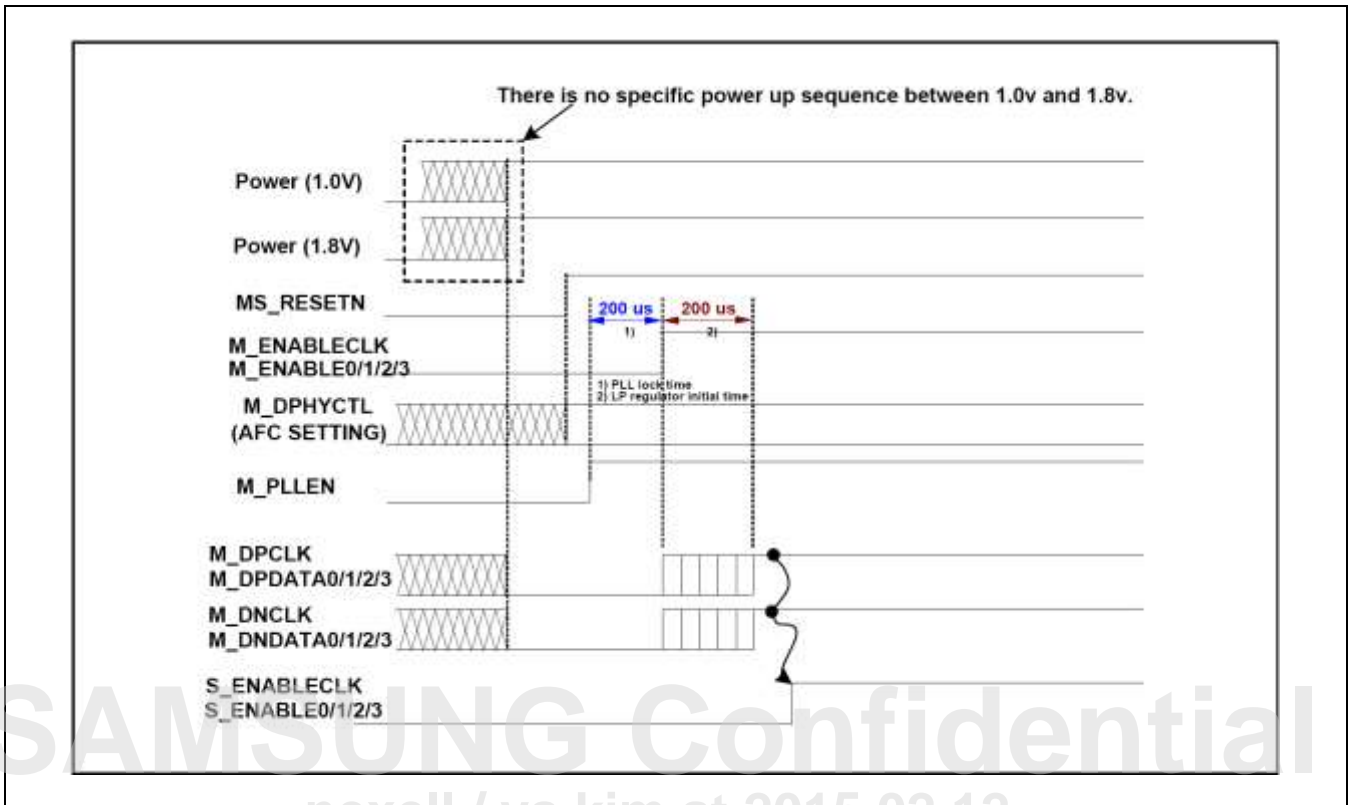 There is no specific power up sequence between 1.0v and 1.8v.
Power (1.0V)
Power (1.8V)
MS_RESETN
200 us
200 us
1)
2)
M_ENABLECLK
M_ENABLE0/1/2/3
1) PLL lock time
2) LP regulator initial time
M_DPHYCTL
(AFC SETTING)
M_PLLEN
M_DPCLK
M_DPDATA0/1/2/3
M_DNCLK
M_DNDATA0/1/2/3
S_ENABLECLK
S_ENABLE0/1/2/3
SAMSUNG Confidential